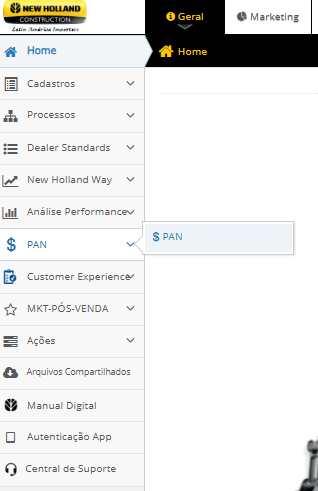 NEW HOLLAND
CONSTRUCTION
Latin América Importers
Geral
Marketing
Home
Home
Cadastros
Processos
Dealer Standards
New Holland Way
Análise Performance
PAN
PAN
Customer Experience
MKT-PÓS-VENDA
Ações
Arquivos Compartilhados
Manual Digital
Autenticação App
Central de Suporte